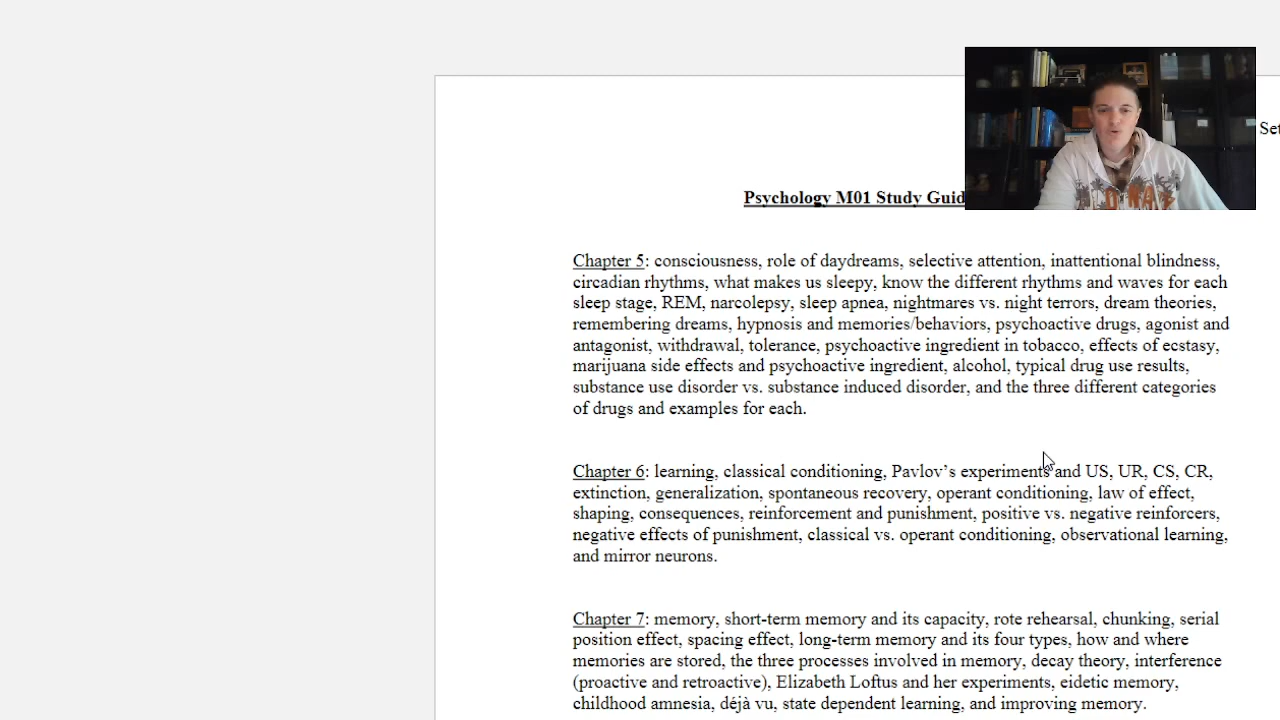 Set
Psychology M01 Study Guid
Chapter 5: consciousness, role of daydreams, selective attention, inattentional blindness,
circadian rhythms, what makes us sleepy, know the different rhythms and waves for each
sleep stage, REM, narcolepsy, sleep apnea, nightmares vs. night terrors, dream theories,
remembering dreams, hypnosis and memories/behaviors, psychoactive drugs, agonist and
antagonist, withdrawal, tolerance, psychoactive ingredient in tobacco, effects of ecstasy,
marijuana side effects and psychoactive ingredient, alcohol, typical drug use results,
substance use disorder vs. substance induced disorder, and the three different categories
of drugs and examples for each.
Chapter 6: learning, classical conditioning, Pavlov’s experiments and US, UR, CS, CR,
extinction, generalization, spontaneous recovery, operant conditioning, law of effect,
shaping, consequences, reinforcement and punishment, positive vs. negative reinforcers,
negative effects of punishment, classical vs. operant conditioning, observational learning,
and mirror neurons.
Chapter 7: memory, short-term memory and its capacity, rote rehearsal, chunking, serial
position effect, spacing effect, long-term memory and its four types, how and where
memories are stored, the three processes involved in memory, decay theory, interference
(proactive and retroactive), Elizabeth Loftus and her experiments, eidetic memory,
childhood amnesia, déjà vu, state dependent learning, and improving memory.